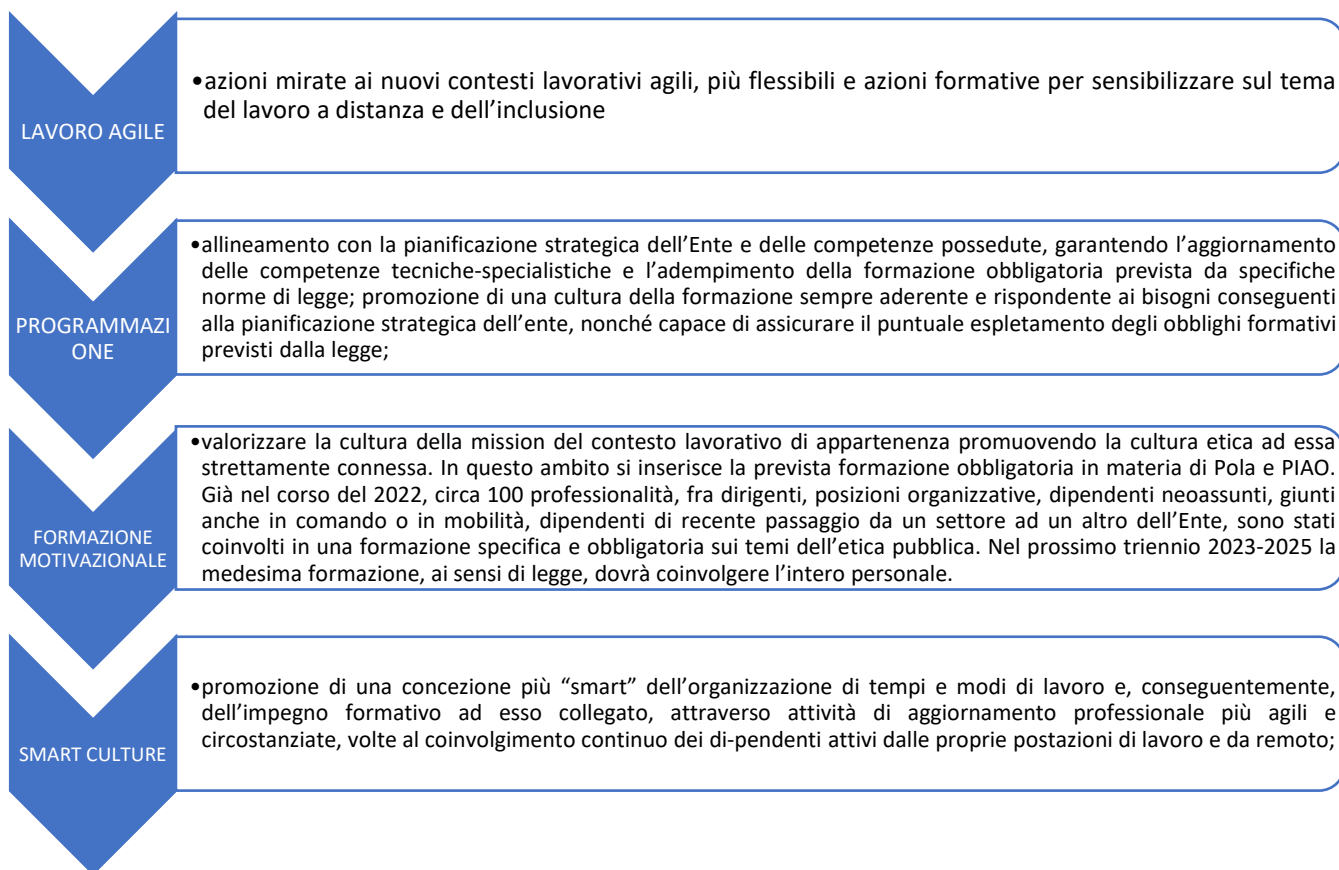 LAVORO AGILE
•azioni mirate ai nuovi contesti lavorativi agili, più flessibili e azioni formative per sensibilizzare sul tema
del lavoro a distanza e dell’inclusione
PROGRAMMAZI
ONE
•allineamento con la pianificazione strategica dell’Ente e delle competenze possedute, garantendo l’aggiornamento
delle competenze tecniche-specialistiche e l’adempimento della formazione obbligatoria prevista da specifiche
norme di legge; promozione di una cultura della formazione sempre aderente e rispondente ai bisogni conseguenti
alla pianificazione strategica dell’ente, nonché capace di assicurare il puntuale espletamento degli obblighi formativi
previsti dalla legge;
FORMAZIONE
MOTIVAZIONALE
•valorizzare la cultura della mission del contesto lavorativo di appartenenza promuovendo la cultura etica ad essa
strettamente connessa. In questo ambito si inserisce la prevista formazione obbligatoria in materia di Pola e PIAO.
Già nel corso del 2022, circa 100 professionalità, fra dirigenti, posizioni organizzative, dipendenti neoassunti, giunti
anche in comando o in mobilità, dipendenti di recente passaggio da un settore ad un altro dell’Ente, sono stati
coinvolti in una formazione specifica e obbligatoria sui temi dell’etica pubblica. Nel prossimo triennio 2023-2025 la
medesima formazione, ai sensi di legge, dovrà coinvolgere l’intero personale.
SMART CULTURE
•promozione di una concezione più “smart” dell’organizzazione di tempi e modi di lavoro e, conseguentemente,
dell’impegno formativo ad esso collegato, attraverso attività di aggiornamento professionale più agili e
circostanziate, volte al coinvolgimento continuo dei di-pendenti attivi dalle proprie postazioni di lavoro e da remoto;